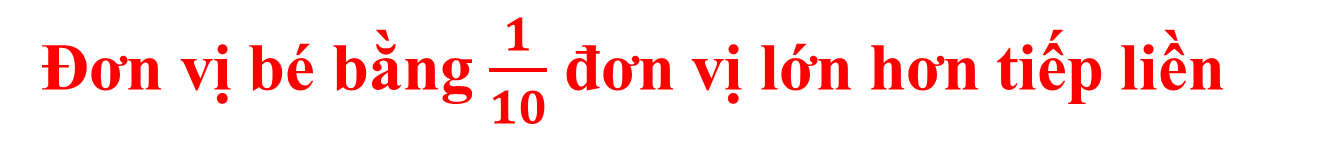 Đơn vị bé bằng 1/10 đơn vị lớn hơn tiếp liền